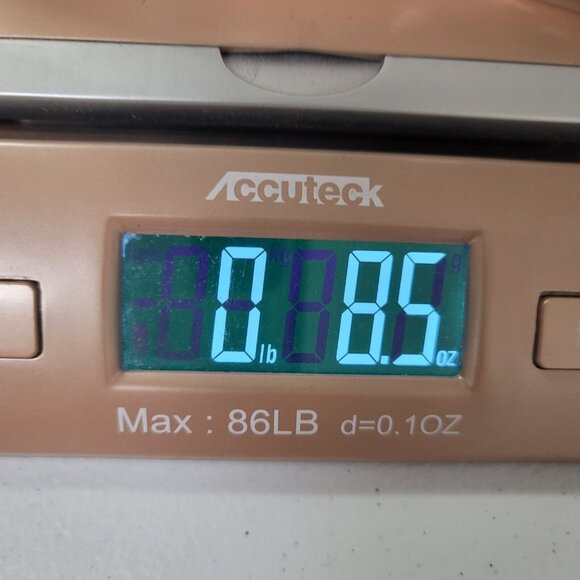 Accuteck
0 lb 8.5 oz
Max : 86LB d=0.1OZ